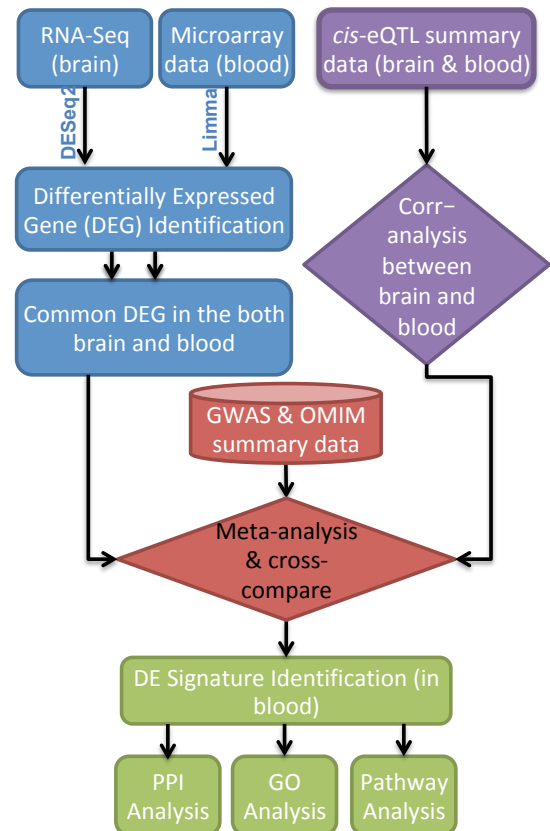 RNA-Seq
(brain)
Microarray
data (blood)
cis-eQTL summary
data (brain & blood)
DESeq2
Limma
Differentially Expressed
Gene (DEG) Identification
Corr–
analysis
between
brain and
blood
Common DEG in the both
brain and blood
GWAS & OMIM
summary data
Meta-analysis
& cross-
compare
DE Signature Identification (in
blood)
PPI
Analysis
GO
Analysis
Pathway
Analysis